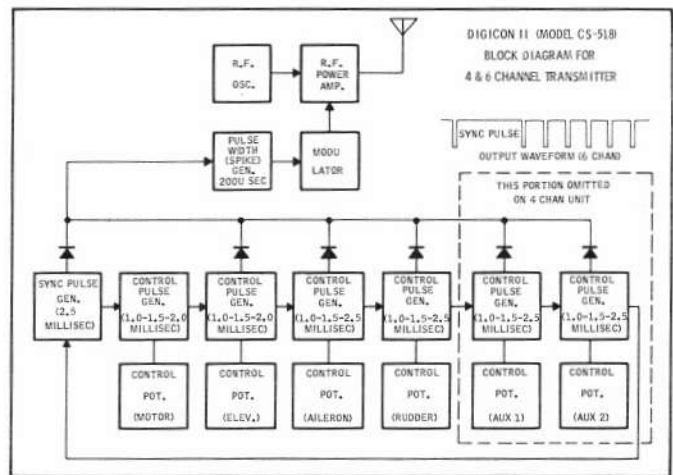 DIGICON II (MODEL CS-518)
BLOCK DIAGRAM FOR
4 & 6 CHANNEL TRANSMITTER
R.F.
OSC.
R.F.
POWER
AMP.
PULSE
WIDTH
(SPIKE)
GEN.
200U SEC
MODU
LATOR
SYNC PULSE
OUTPUT WAVEFORM (6 CHAN)
THIS PORTION OMITTED
ON 4 CHAN UNIT
SYNC PULSE
GEN.
(2.5
MILLISEC)
CONTROL
PULSE
GEN.
(1.0-1.5-2.0
MILLISEC)
CONTROL
PULSE
GEN.
(1.0-1.5-2.0
MILLISEC)
CONTROL
PULSE
GEN.
(1.0-1.5-2.5
MILLISEC)
CONTROL
PULSE
GEN.
(1.0-1.5-2.5
MILLISEC)
CONTROL
PULSE
GEN.
(1.0-1.5-2.5
MILLISEC)
CONTROL
PULSE
GEN.
(1.0-1.5-2.5
MILLISEC)
CONTROL
POT.
(MOTOR)
CONTROL
POT.
(ELEV.)
CONTROL
POT.
(AILERON)
CONTROL
POT.
(RUDDER)
CONTROL
POT.
(AUX 1)
CONTROL
POT.
(AUX 2)